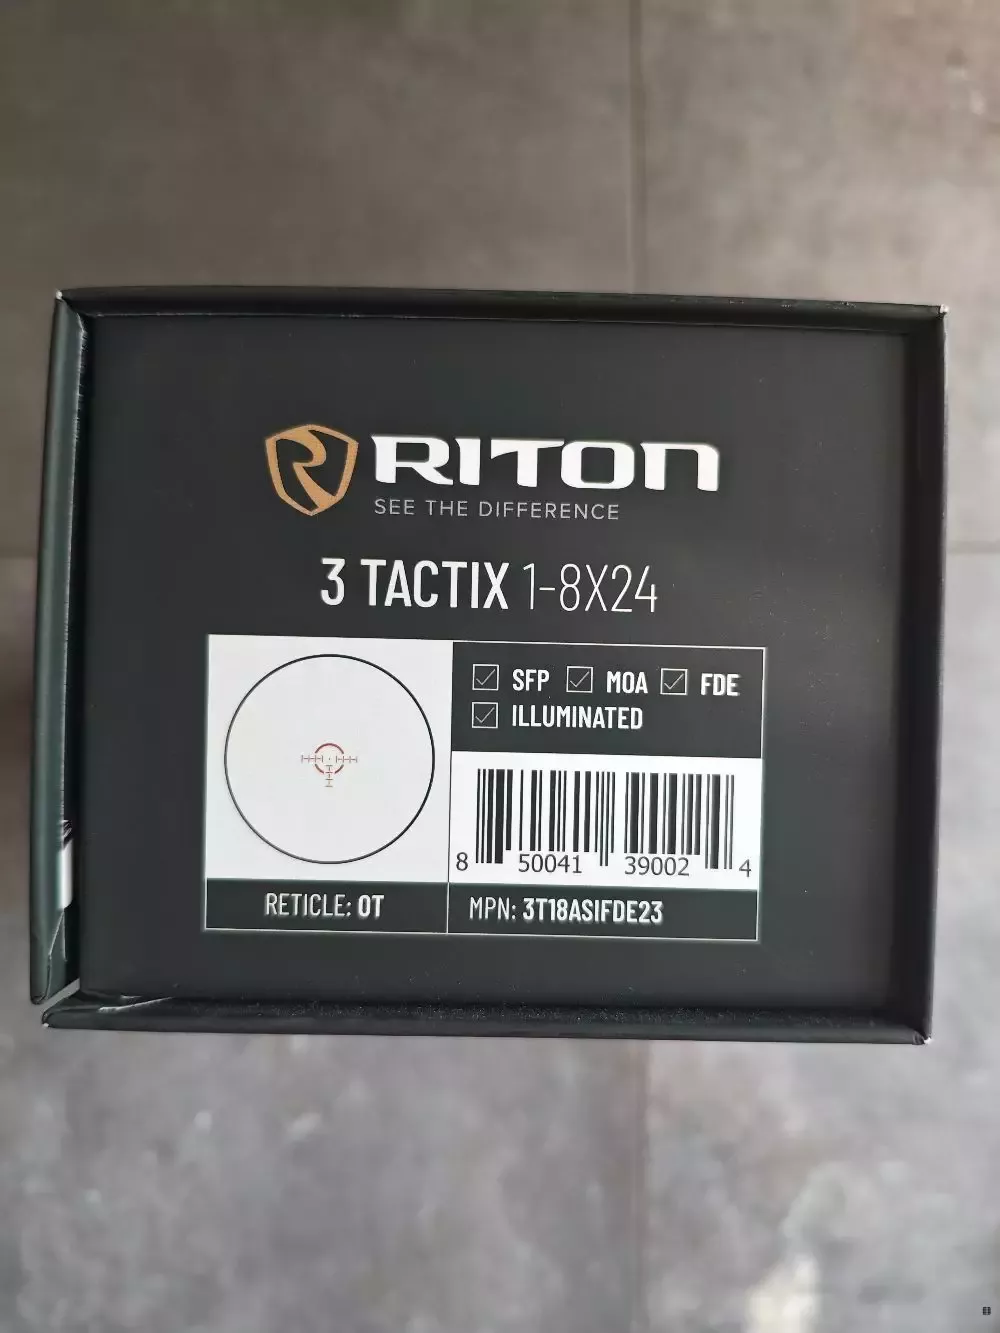 RITON
SEE THE DIFFERENCE
3 TACTIX 1-8X24
SFP MOA FDE
ILLUMINATED
8 50041 39002 4
RETICLE: OT
MPN: 3T18ASIFDE23